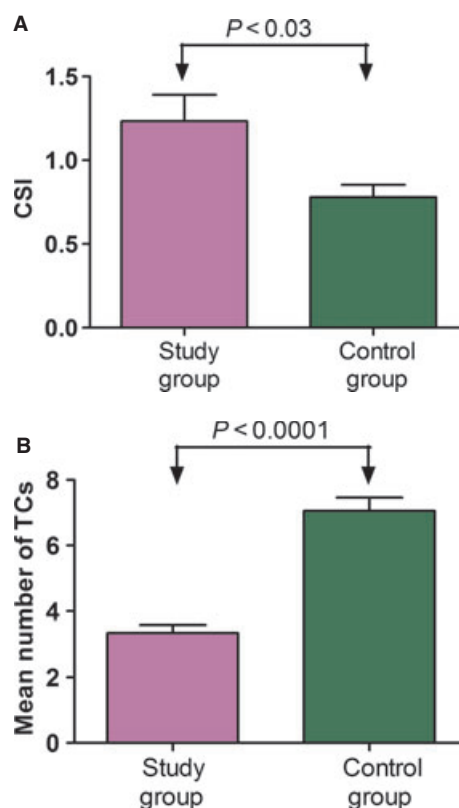 A
P < 0.03
1.5
1.0
0.5
0.0
CSI
Study
group
Control
group
B
P < 0.0001
8
6
4
2
0
Mean number of TCs
Study
group
Control
group